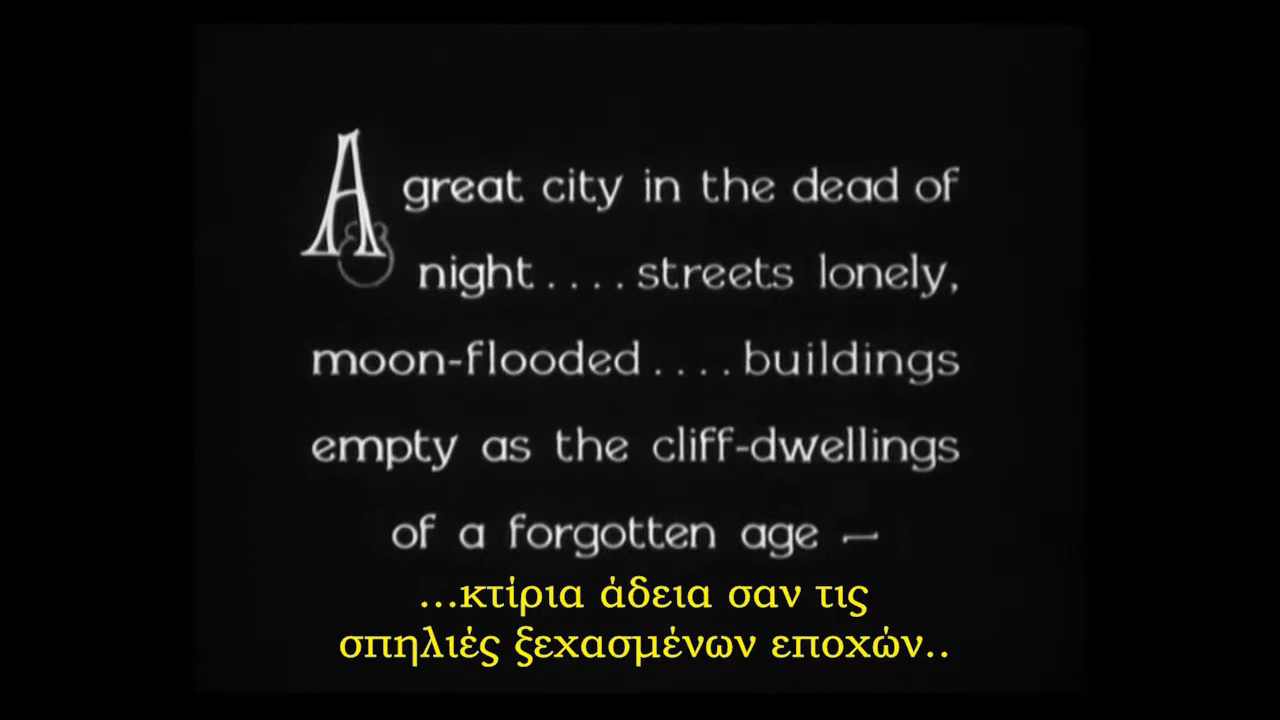 A great city in the dead of
night.... streets lonely,
moon-flooded.... buildings
empty as the cliff-dwellings
of a forgotten age —
...κτίρια άδεια σαν τις
σπηλιές ξεχασμένων εποχών..